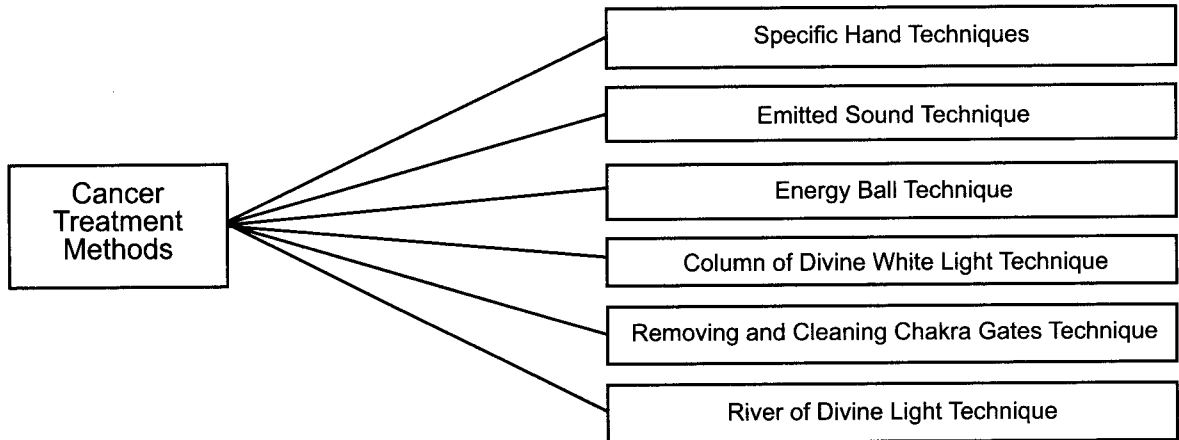 Specific Hand Techniques
Emitted Sound Technique
Energy Ball Technique
Cancer
Treatment
Methods
Column of Divine White Light Technique
Removing and Cleaning Chakra Gates Technique
River of Divine Light Technique